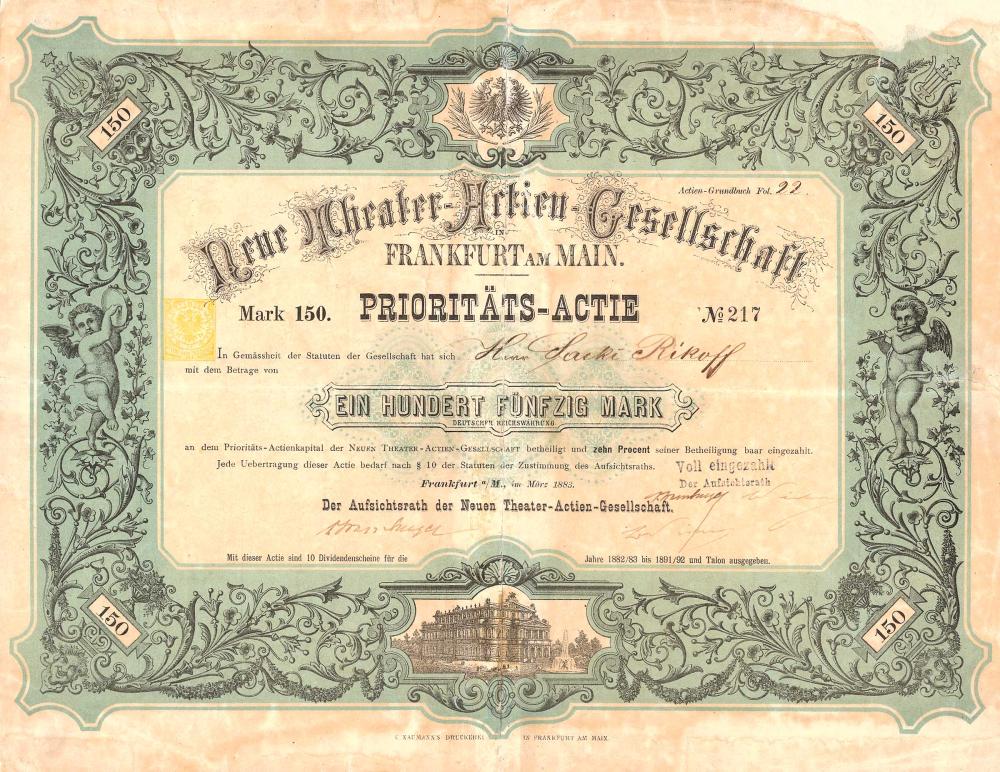 150
150
Actien-Grundbuch Fol. 22.
Neue Theater-Actien-Gesellschaft
IN
FRANKFURT AM MAIN.
Mark 150. PRIORITÄTS-ACTIE № 217
In Gemässheit der Statuten der Gesellschaft hat sich Herr Sacki Rikoff
mit dem Betrage von
EIN HUNDERT FÜNFZIG MARK
DEUTSCHER REICHSWÄHRUNG
an dem Prioritäts-Actienkapital der NEUEN THEATER-ACTIEN-GESELLSCHAFT betheiligt und zehn Procent seiner Betheiligung baar eingezahlt.
Jede Uebertragung dieser Actie bedarf nach § 10 der Statuten der Zustimmung des Aufsichtsraths.
Voll eingezahlt
Der Aufsichtsrath
Frankfurt a/M., im März 1883.
Der Aufsichtsrath der Neuen Theater-Actien-Gesellschaft.
Mit dieser Actie sind 10 Dividendenscheine für die Jahre 1882/83 bis 1891/92 und Talon ausgegeben.
150
150
C. NAUMANN'S DRUCKEREI IN FRANKFURT AM MAIN.